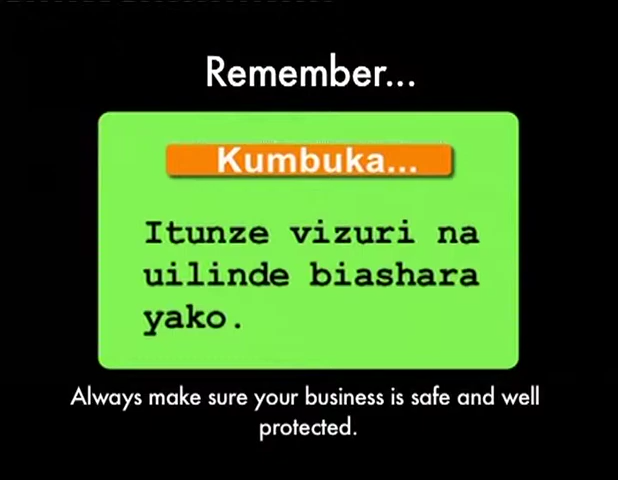 Remember...
Kumbuka...
Itunze vizuri na
uilinde biashara
yako.
Always make sure your business is safe and well
protected.